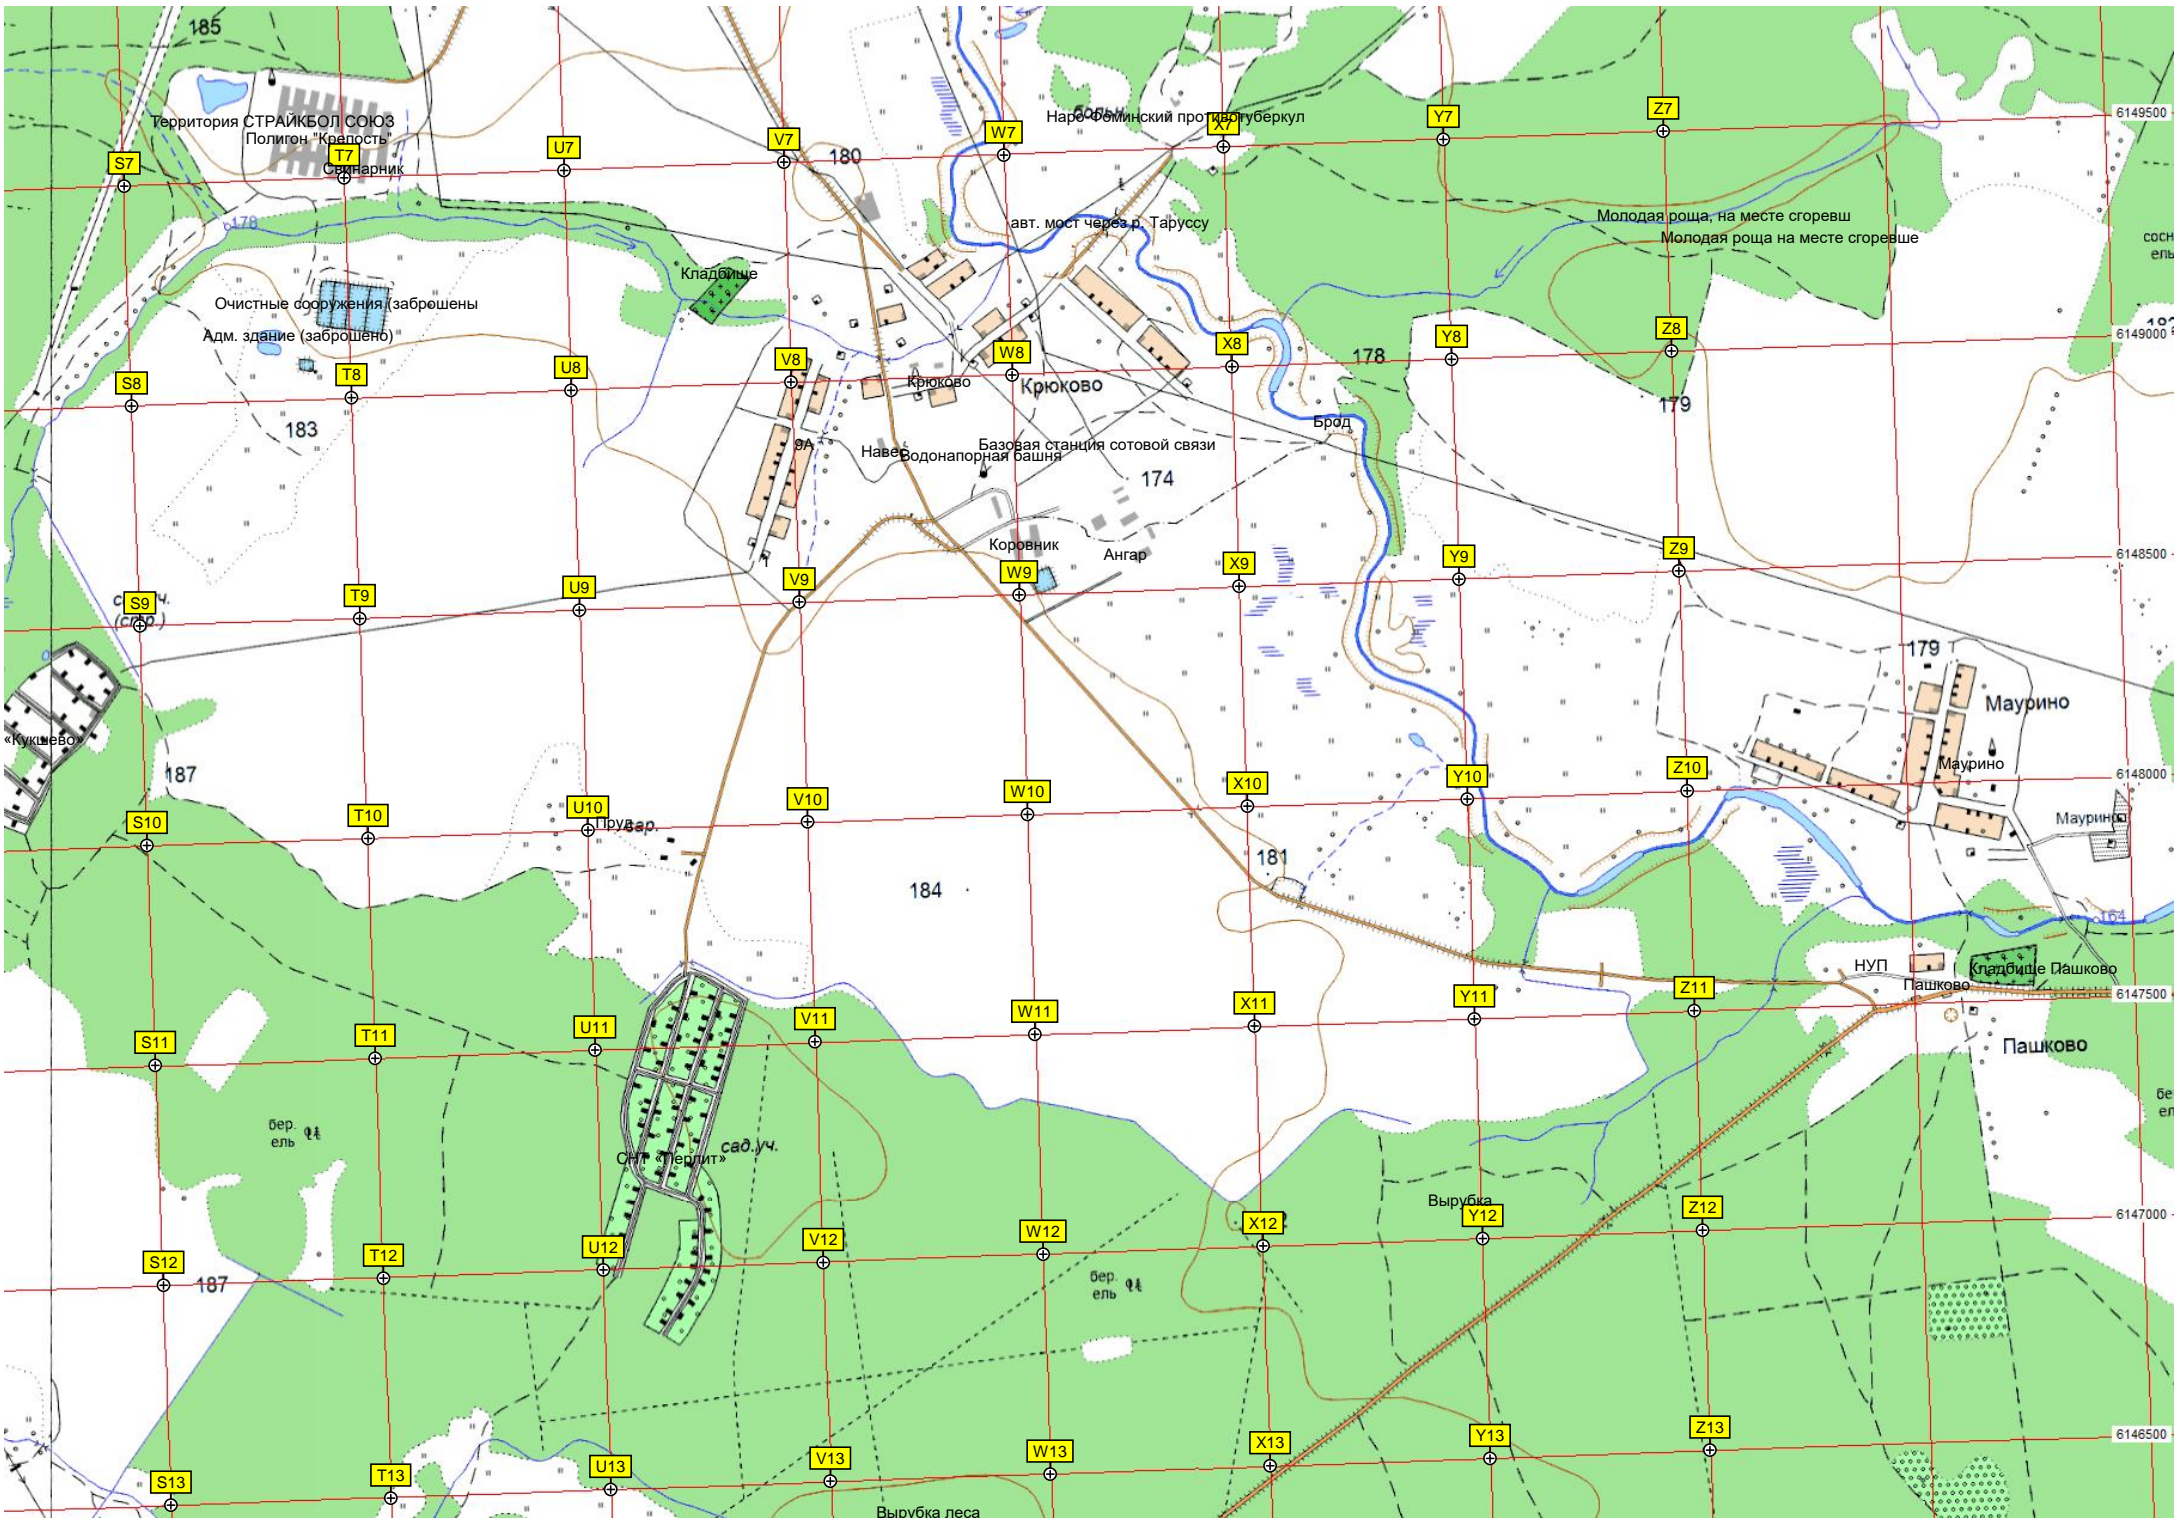 185
Территория СТРАЙКБОЛ СОЮЗ
Полигон "Крепость"
Свинарник
Наро-Фоминский противотуберкул
6149500
S7
T7
U7
V7
W7
X7
Y7
Z7
180
178
авт. мост через р. Таруссу
Молодая роща, на месте сгоревш
Молодая роща на месте сгоревше
сосн
ель
Кладбище
Очистные сооружения (заброшены
Адм. здание (заброшено)
6149000
S8
T8
U8
V8
W8
X8
Y8
Z8
178
Крюково
Крюково
179
183
Брод
9А
Навес
Базовая станция сотовой связи
Водонапорная башня
174
Коровник
Ангар
6148500
S9
T9
U9
V9
W9
X9
Y9
Z9
179
Маурино
«Кукшево»
187
Маурино
6148000
S10
T10
U10
V10
W10
X10
Y10
Z10
Пруд
Маурино
181
184
164
НУП
Кладбище Пашково
Пашково
6147500
S11
T11
U11
V11
W11
X11
Y11
Z11
Пашково
бер.
ель
сад.уч.
СНТ «Перлит»
Вырубка
6147000
S12
T12
U12
V12
W12
X12
Y12
Z12
187
бер.
ель
6146500
S13
T13
U13
V13
W13
X13
Y13
Z13
Вырубка леса